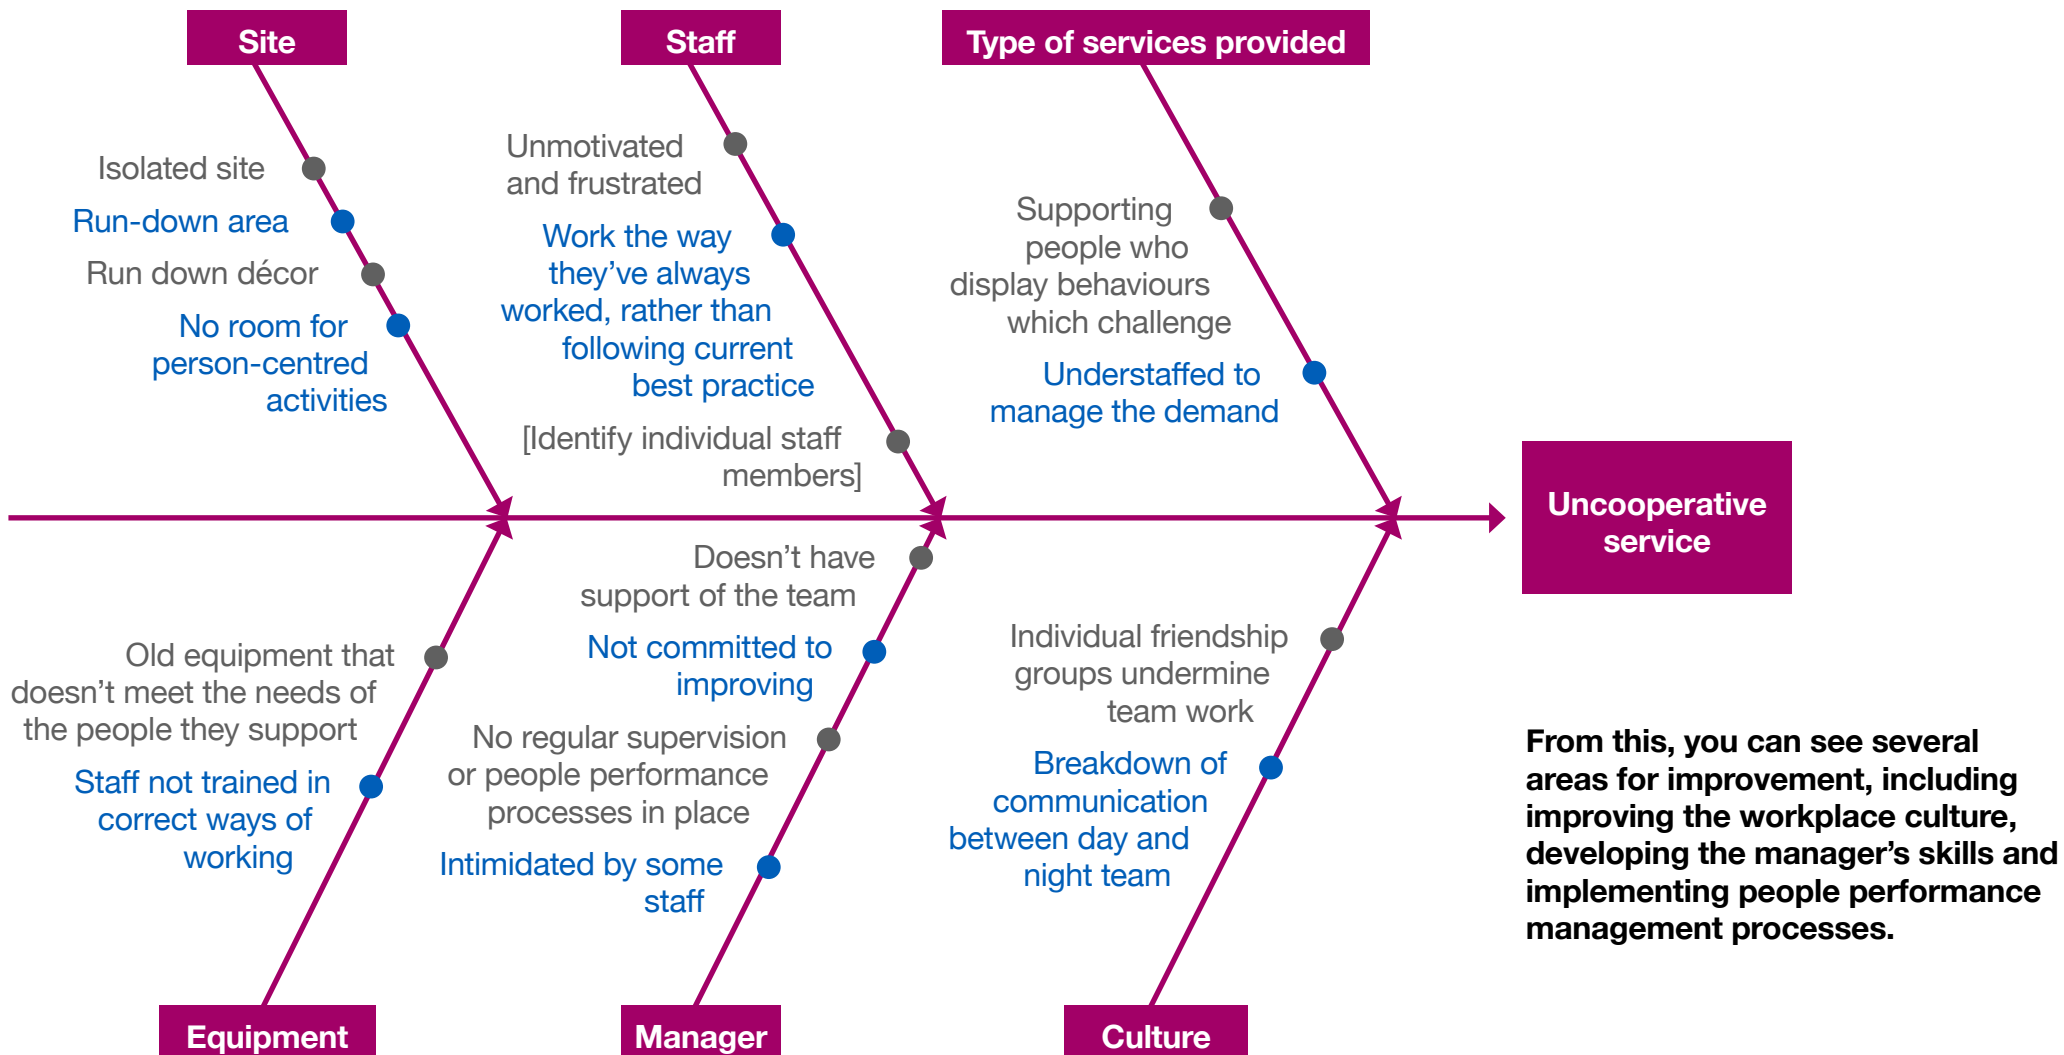 Site
Staff
Type of services provided
Isolated site
Run-down area
Run down décor
No room for
person-centred
activities
Unmotivated
and frustrated
Work the way
they’ve always
worked, rather than
following current
best practice
[Identify individual staff
members]
Supporting
people who
display behaviours
which challenge
Understaffed to
manage the demand
Uncooperative
service
Old equipment that
doesn’t meet the needs of
the people they support
Staff not trained in
correct ways of
working
Doesn’t have
support of the team
Not committed to
improving
No regular supervision
or people performance
processes in place
Intimidated by some
staff
Individual friendship
groups undermine
team work
Breakdown of
communication
between day and
night team
From this, you can see several
areas for improvement, including
improving the workplace culture,
developing the manager’s skills and
implementing people performance
management processes.
Equipment
Manager
Culture